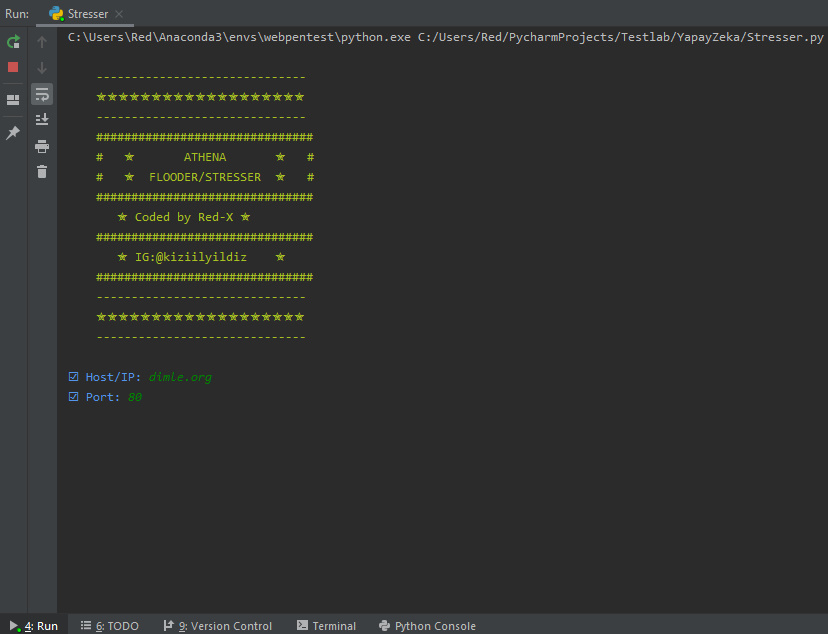 Run: Stresser
C:\Users\Red\Anaconda3\envs\webpentest\python.exe C:/Users/Red/PycharmProjects/Testlab/YapayZeka/Stresser.py
------------------------------
✯✯✯✯✯✯✯✯✯✯✯✯✯✯✯✯✯✯✯
------------------------------
###############################
# ✯ ATHENA ✯ #
# ✯ FLOODER/STRESSER ✯ #
###############################
✯ Coded by Red-X ✯
###############################
✯ IG:@kiziilyildiz ✯
###############################
------------------------------
✯✯✯✯✯✯✯✯✯✯✯✯✯✯✯✯✯✯✯
------------------------------
☑ Host/IP: dimle.org
☑ Port: 80
4: Run 6: TODO 9: Version Control Terminal Python Console